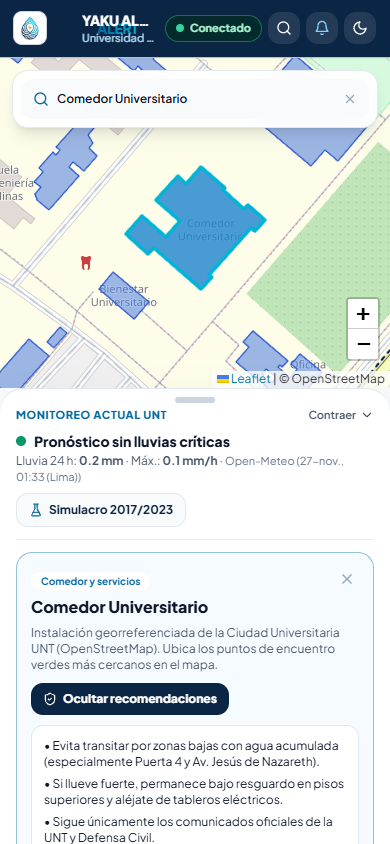 YAKU AL...
ALERT
Universidad ...
Conectado
Comedor Universitario
uela
eniería
linas
Comedor
Universitario
Bienestar
Universitario
Oficina
+
−
Leaflet | © OpenStreetMap
MONITOREO ACTUAL UNT
Contraer
Pronóstico sin lluvias críticas
Lluvia 24 h: 0.2 mm · Máx.: 0.1 mm/h · Open-Meteo (27-nov.,
01:33 (Lima))
Simulacro 2017/2023
Comedor y servicios
Comedor Universitario
Instalación georreferenciada de la Ciudad Universitaria
UNT (OpenStreetMap). Ubica los puntos de encuentro
verdes más cercanos en el mapa.
Ocultar recomendaciones
• Evita transitar por zonas bajas con agua acumulada
(especialmente Puerta 4 y Av. Jesús de Nazareth).
• Si llueve fuerte, permanece bajo resguardo en pisos
superiores y aléjate de tableros eléctricos.
• Sigue únicamente los comunicados oficiales de la
UNT y Defensa Civil.